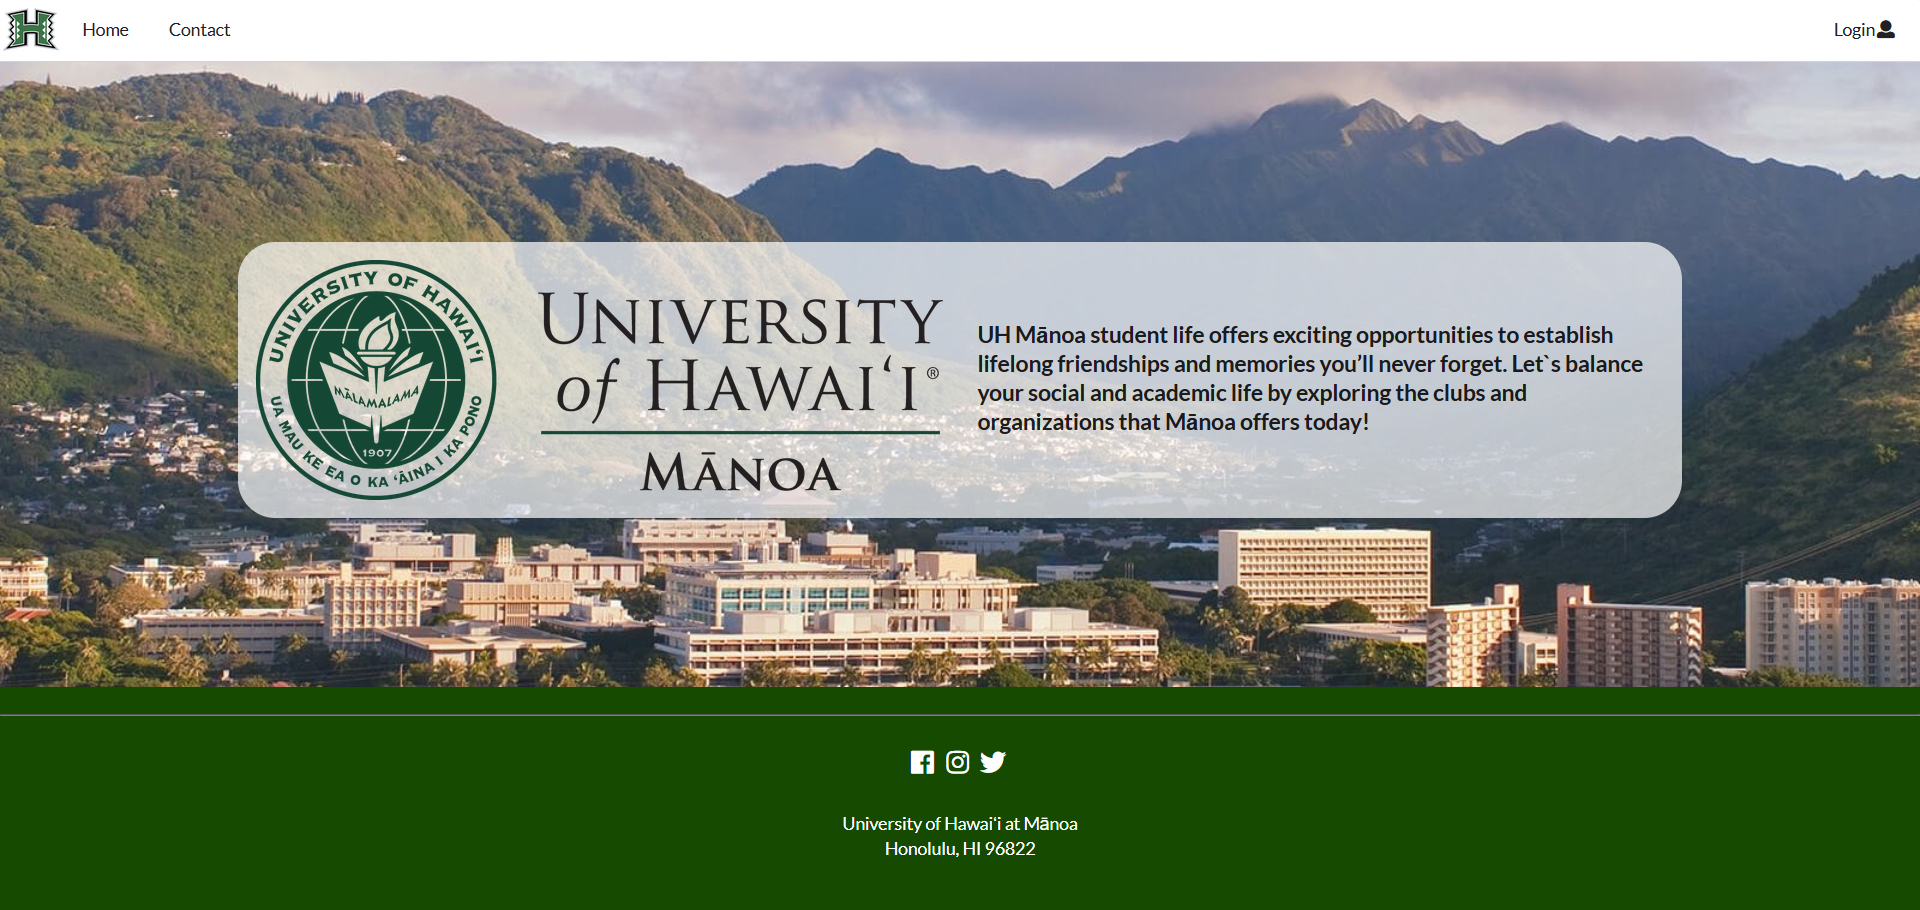 H
Home
Contact
Login
UNIVERSITY OF HAWAI‘I
MĀLAMALAMA
1907
UA MAU KE EA O KA ‘ĀINA I KA PONO
UNIVERSITY
of HAWAI‘I®
MĀNOA
UH Mānoa student life offers exciting opportunities to establish
lifelong friendships and memories you’ll never forget. Let`s balance
your social and academic life by exploring the clubs and
organizations that Mānoa offers today!
University of Hawai'i at Mānoa
Honolulu, HI 96822